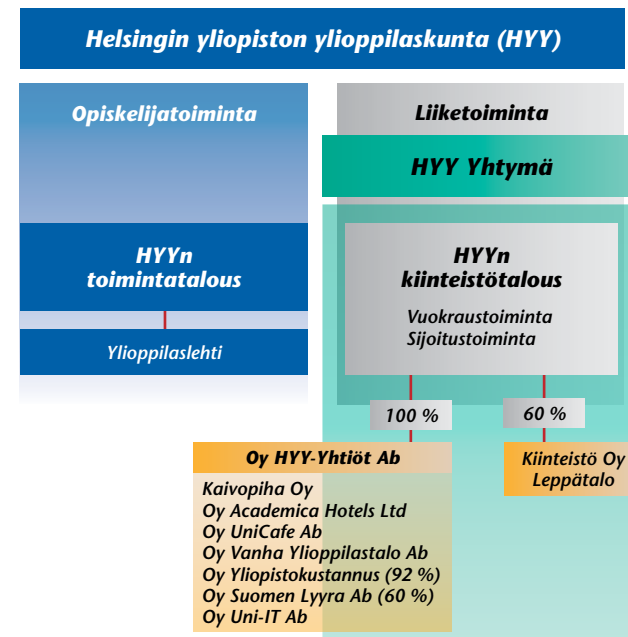 Helsingin yliopiston ylioppilaskunta (HYY)
Opiskelijatoiminta
HYYn
toimintatalous
Ylioppilaslehti
Liiketoiminta
HYY Yhtymä
HYYn
kiinteistötalous
Vuokraustoiminta
Sijoitustoiminta
100 %
60 %
Oy HYY-Yhtiöt Ab
Kaivopiha Oy
Oy Academica Hotels Ltd
Oy UniCafe Ab
Oy Vanha Ylioppilastalo Ab
Oy Yliopistokustannus (92 %)
Oy Suomen Lyyra Ab (60 %)
Oy Uni-IT Ab
Kiinteistö Oy
Leppätalo